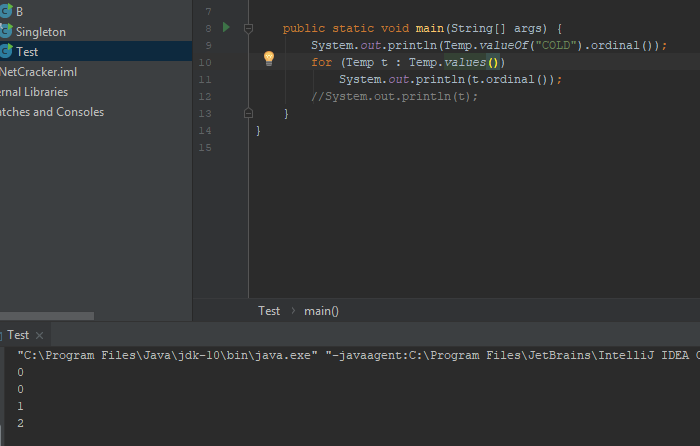 B
Singleton
Test
NetCracker.iml
ernal Libraries
atches and Consoles
7
8 public static void main(String[] args) {
9 System.out.println(Temp.valueOf("COLD").ordinal());
10 for (Temp t : Temp.values())
11 System.out.println(t.ordinal());
12 //System.out.println(t);
13 }
14 }
15
Test > main()
Test ×
"C:\Program Files\Java\jdk-10\bin\java.exe" "-javaagent:C:\Program Files\JetBrains\IntelliJ IDEA
0
0
1
2